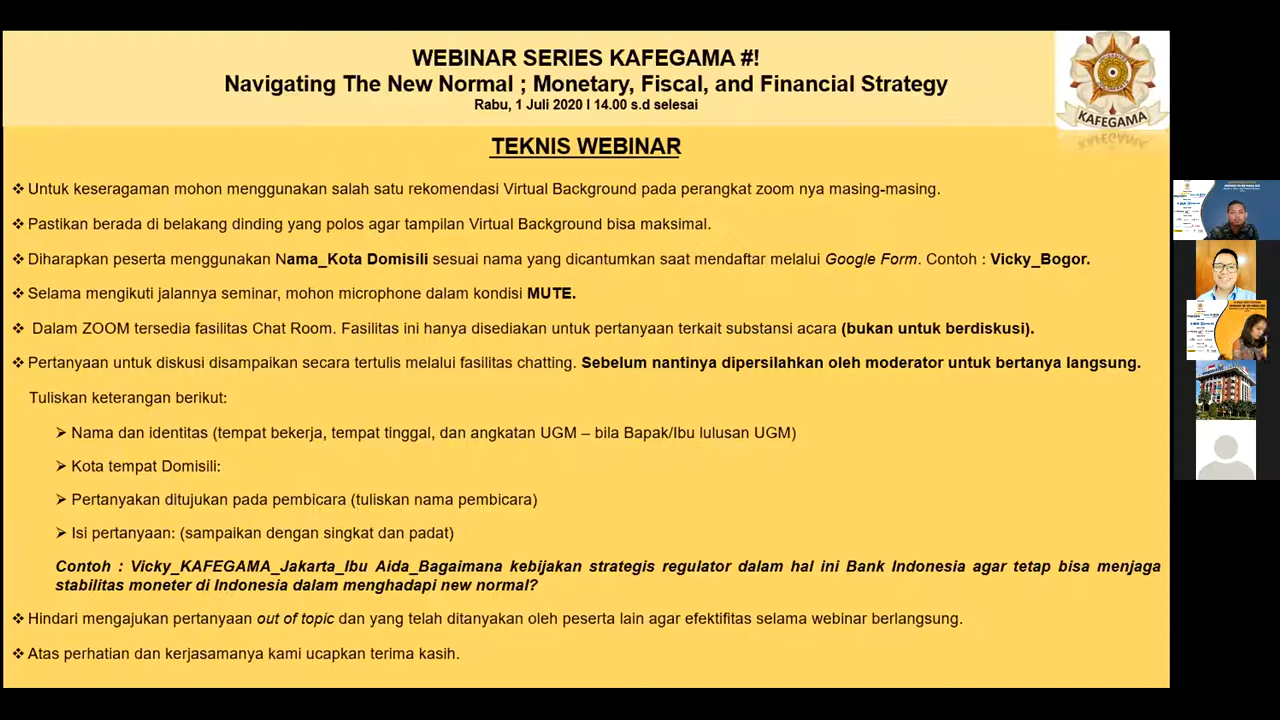 WEBINAR SERIES KAFEGAMA #!
Navigating The New Normal ; Monetary, Fiscal, and Financial Strategy
Rabu, 1 Juli 2020 I 14.00 s.d selesai
KAFEGAMA
TEKNIS WEBINAR
❖ Untuk keseragaman mohon menggunakan salah satu rekomendasi Virtual Background pada perangkat zoom nya masing-masing.
❖ Pastikan berada di belakang dinding yang polos agar tampilan Virtual Background bisa maksimal.
❖ Diharapkan peserta menggunakan Nama_Kota Domisili sesuai nama yang dicantumkan saat mendaftar melalui Google Form. Contoh : Vicky_Bogor.
❖ Selama mengikuti jalannya seminar, mohon microphone dalam kondisi MUTE.
❖ Dalam ZOOM tersedia fasilitas Chat Room. Fasilitas ini hanya disediakan untuk pertanyaan terkait substansi acara (bukan untuk berdiskusi).
❖ Pertanyaan untuk diskusi disampaikan secara tertulis melalui fasilitas chatting. Sebelum nantinya dipersilahkan oleh moderator untuk bertanya langsung.
Tuliskan keterangan berikut:
➢ Nama dan identitas (tempat bekerja, tempat tinggal, dan angkatan UGM – bila Bapak/Ibu lulusan UGM)
➢ Kota tempat Domisili:
➢ Pertanyakan ditujukan pada pembicara (tuliskan nama pembicara)
➢ Isi pertanyaan: (sampaikan dengan singkat dan padat)
Contoh : Vicky_KAFEGAMA_Jakarta_Ibu Aida_Bagaimana kebijakan strategis regulator dalam hal ini Bank Indonesia agar tetap bisa menjaga
stabilitas moneter di Indonesia dalam menghadapi new normal?
❖ Hindari mengajukan pertanyaan out of topic dan yang telah ditanyakan oleh peserta lain agar efektifitas selama webinar berlangsung.
❖ Atas perhatian dan kerjasamanya kami ucapkan terima kasih.